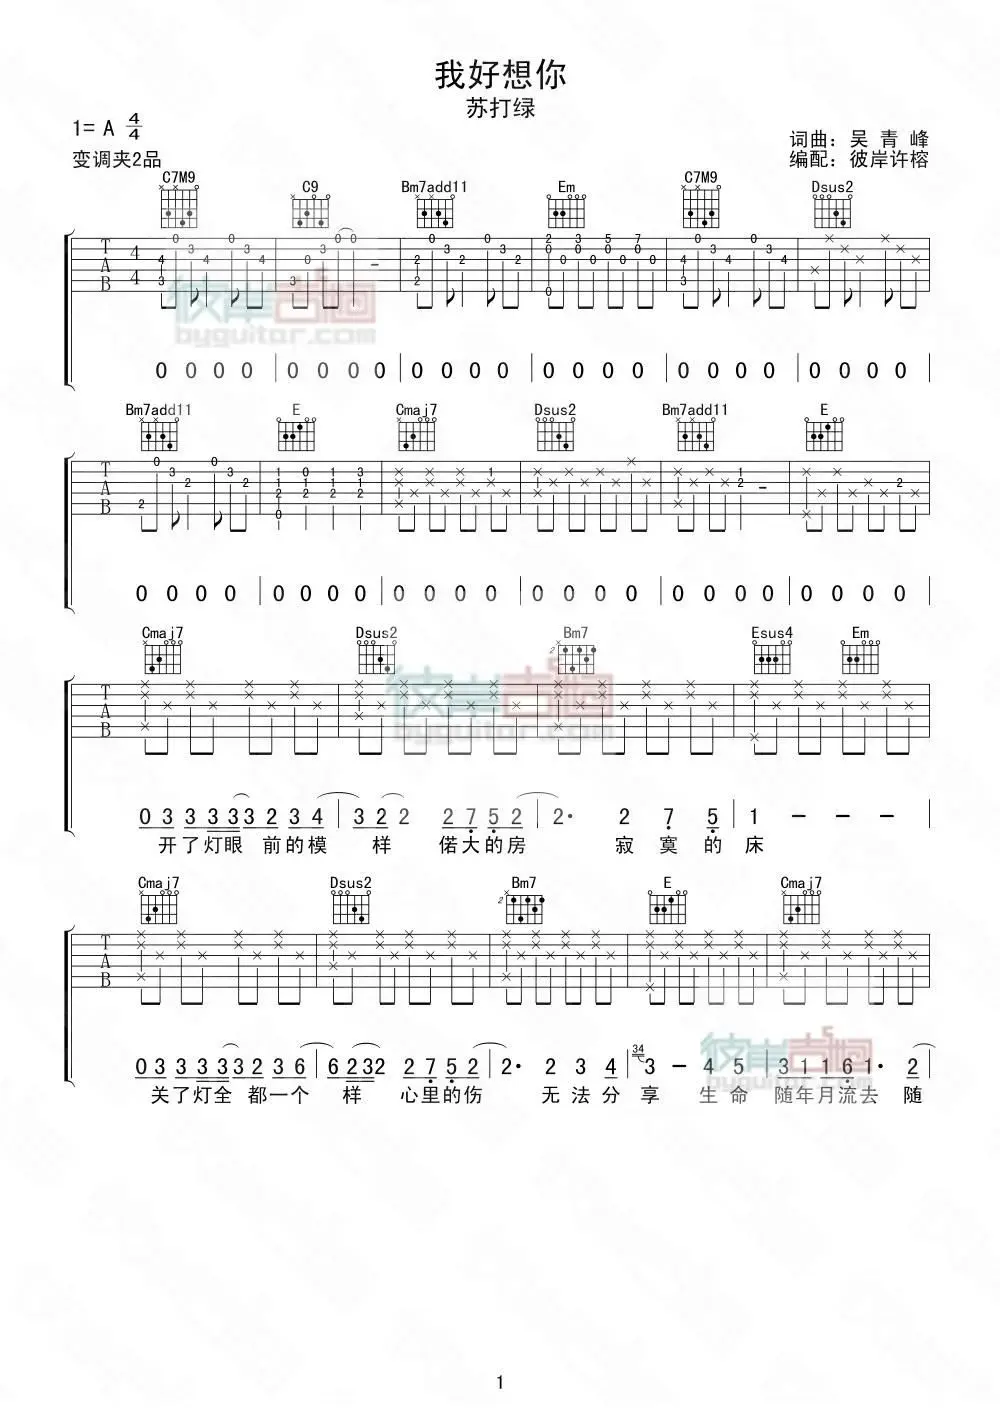 我好想你
苏打绿
1= A 4/4
变调夹2品
词曲: 吴 青 峰
编配: 彼岸许榕
C7M9 C9 Bm7add11 Em C7M9 Dsus2
0 0 0 0 0 0 0 0 0 0 0 0 0 0 0 0 0 0 0 0 0 0 0 0
Bm7add11 E Cmaj7 Dsus2 Bm7add11 E
0 0 0 0 0 0 0 0 0 0 0 0 0 0 0 0 0 0 0 0 0 0 0 0
Cmaj7 Dsus2 Bm7 Esus4 Em
0 3 3 3 3 3 2 3 4 3 2 2 2 7 5 2 2· 2 7 5 1 — — —
开了灯眼 前的模 样 偌大的房 寂 寞 的 床
Cmaj7 Dsus2 Bm7 E Cmaj7
0 3 3 3 3 3 2 3 6 6 2 3 2 2 7 5 2 2· 2 3 4 34 3 — 4 5 3 1 1 6 1· 2
关了灯全 都一个 样 心里的伤 无 法 分 享 生 命 随年月流去 随
彼岸吉他
byguitar.com
1